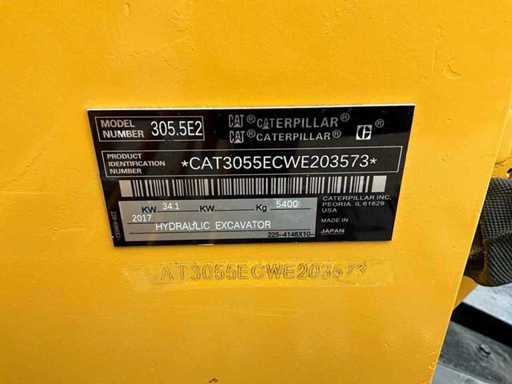 MODEL NUMBER 305.5E2
CAT® CATERPILLAR®
CAT® CATERPILLAR®
PRODUCT IDENTIFICATION NUMBER *CAT3055ECWE203573*
KW 34.1 KW Kg 5400
2017
HYDRAULIC EXCAVATOR
225-4146X10
CATERPILLAR INC.
PEORIA, IL 61629
USA
MADE IN
JAPAN
AT3055ECWE203573